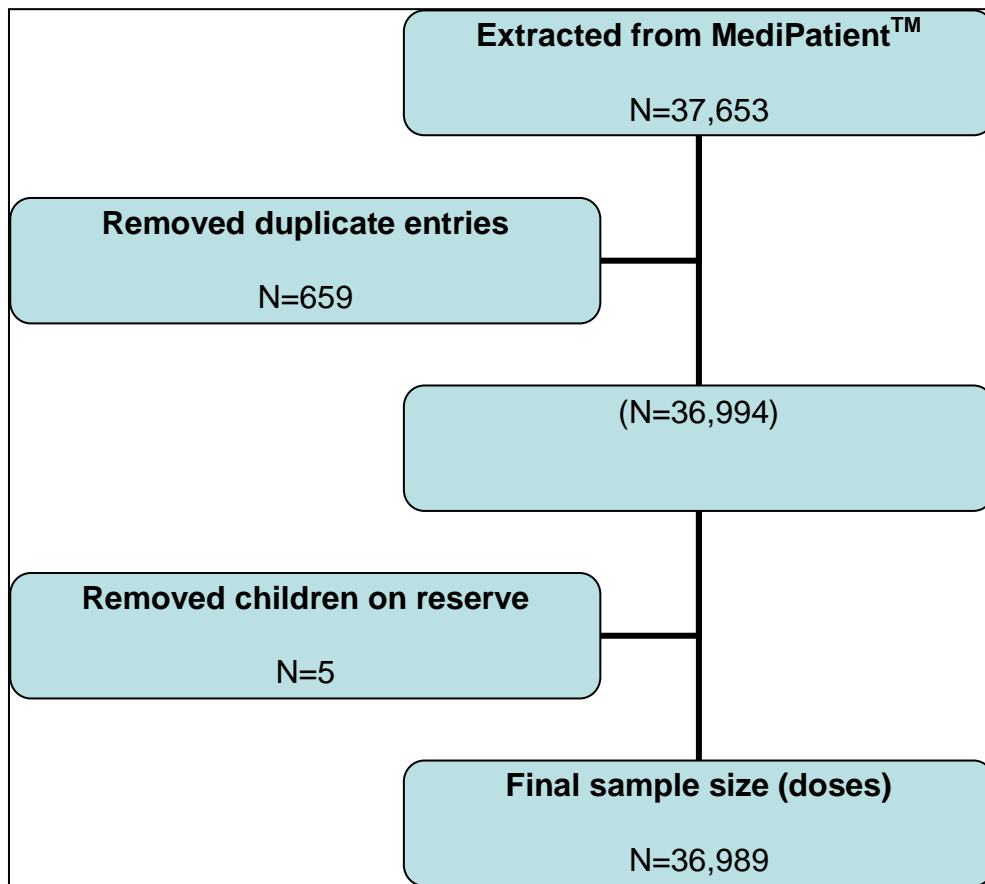 Extracted from MediPatient™
N=37,653
Removed duplicate entries
N=659
(N=36,994)
Removed children on reserve
N=5
Final sample size (doses)
N=36,989